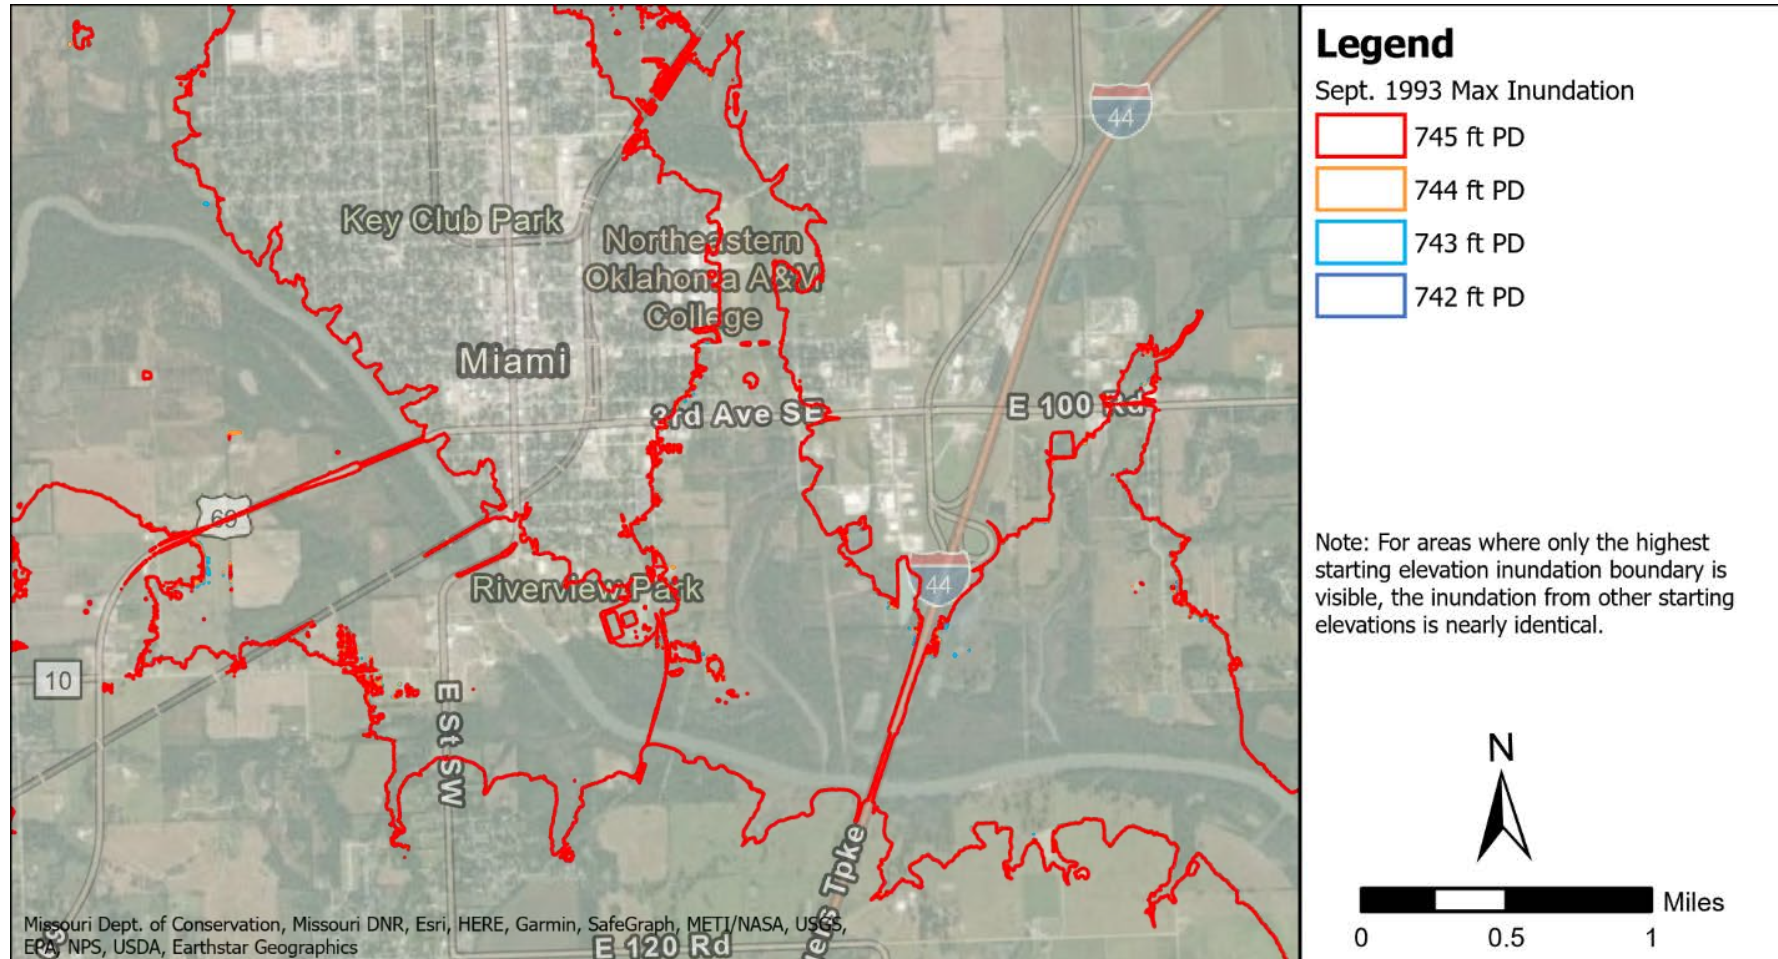 Key Club Park
Northeastern
Oklahoma A&M
College
Miami
3rd Ave SE
E 100 Rd
44
69
44
Riverview Park
10
E St SW
E 120 Rd
Tpke
Missouri Dept. of Conservation, Missouri DNR, Esri, HERE, Garmin, SafeGraph, METI/NASA, USGS,
EPA, NPS, USDA, Earthstar Geographics
Legend
Sept. 1993 Max Inundation
745 ft PD
744 ft PD
743 ft PD
742 ft PD
Note: For areas where only the highest
starting elevation inundation boundary is
visible, the inundation from other starting
elevations is nearly identical.
N
Miles
0 0.5 1